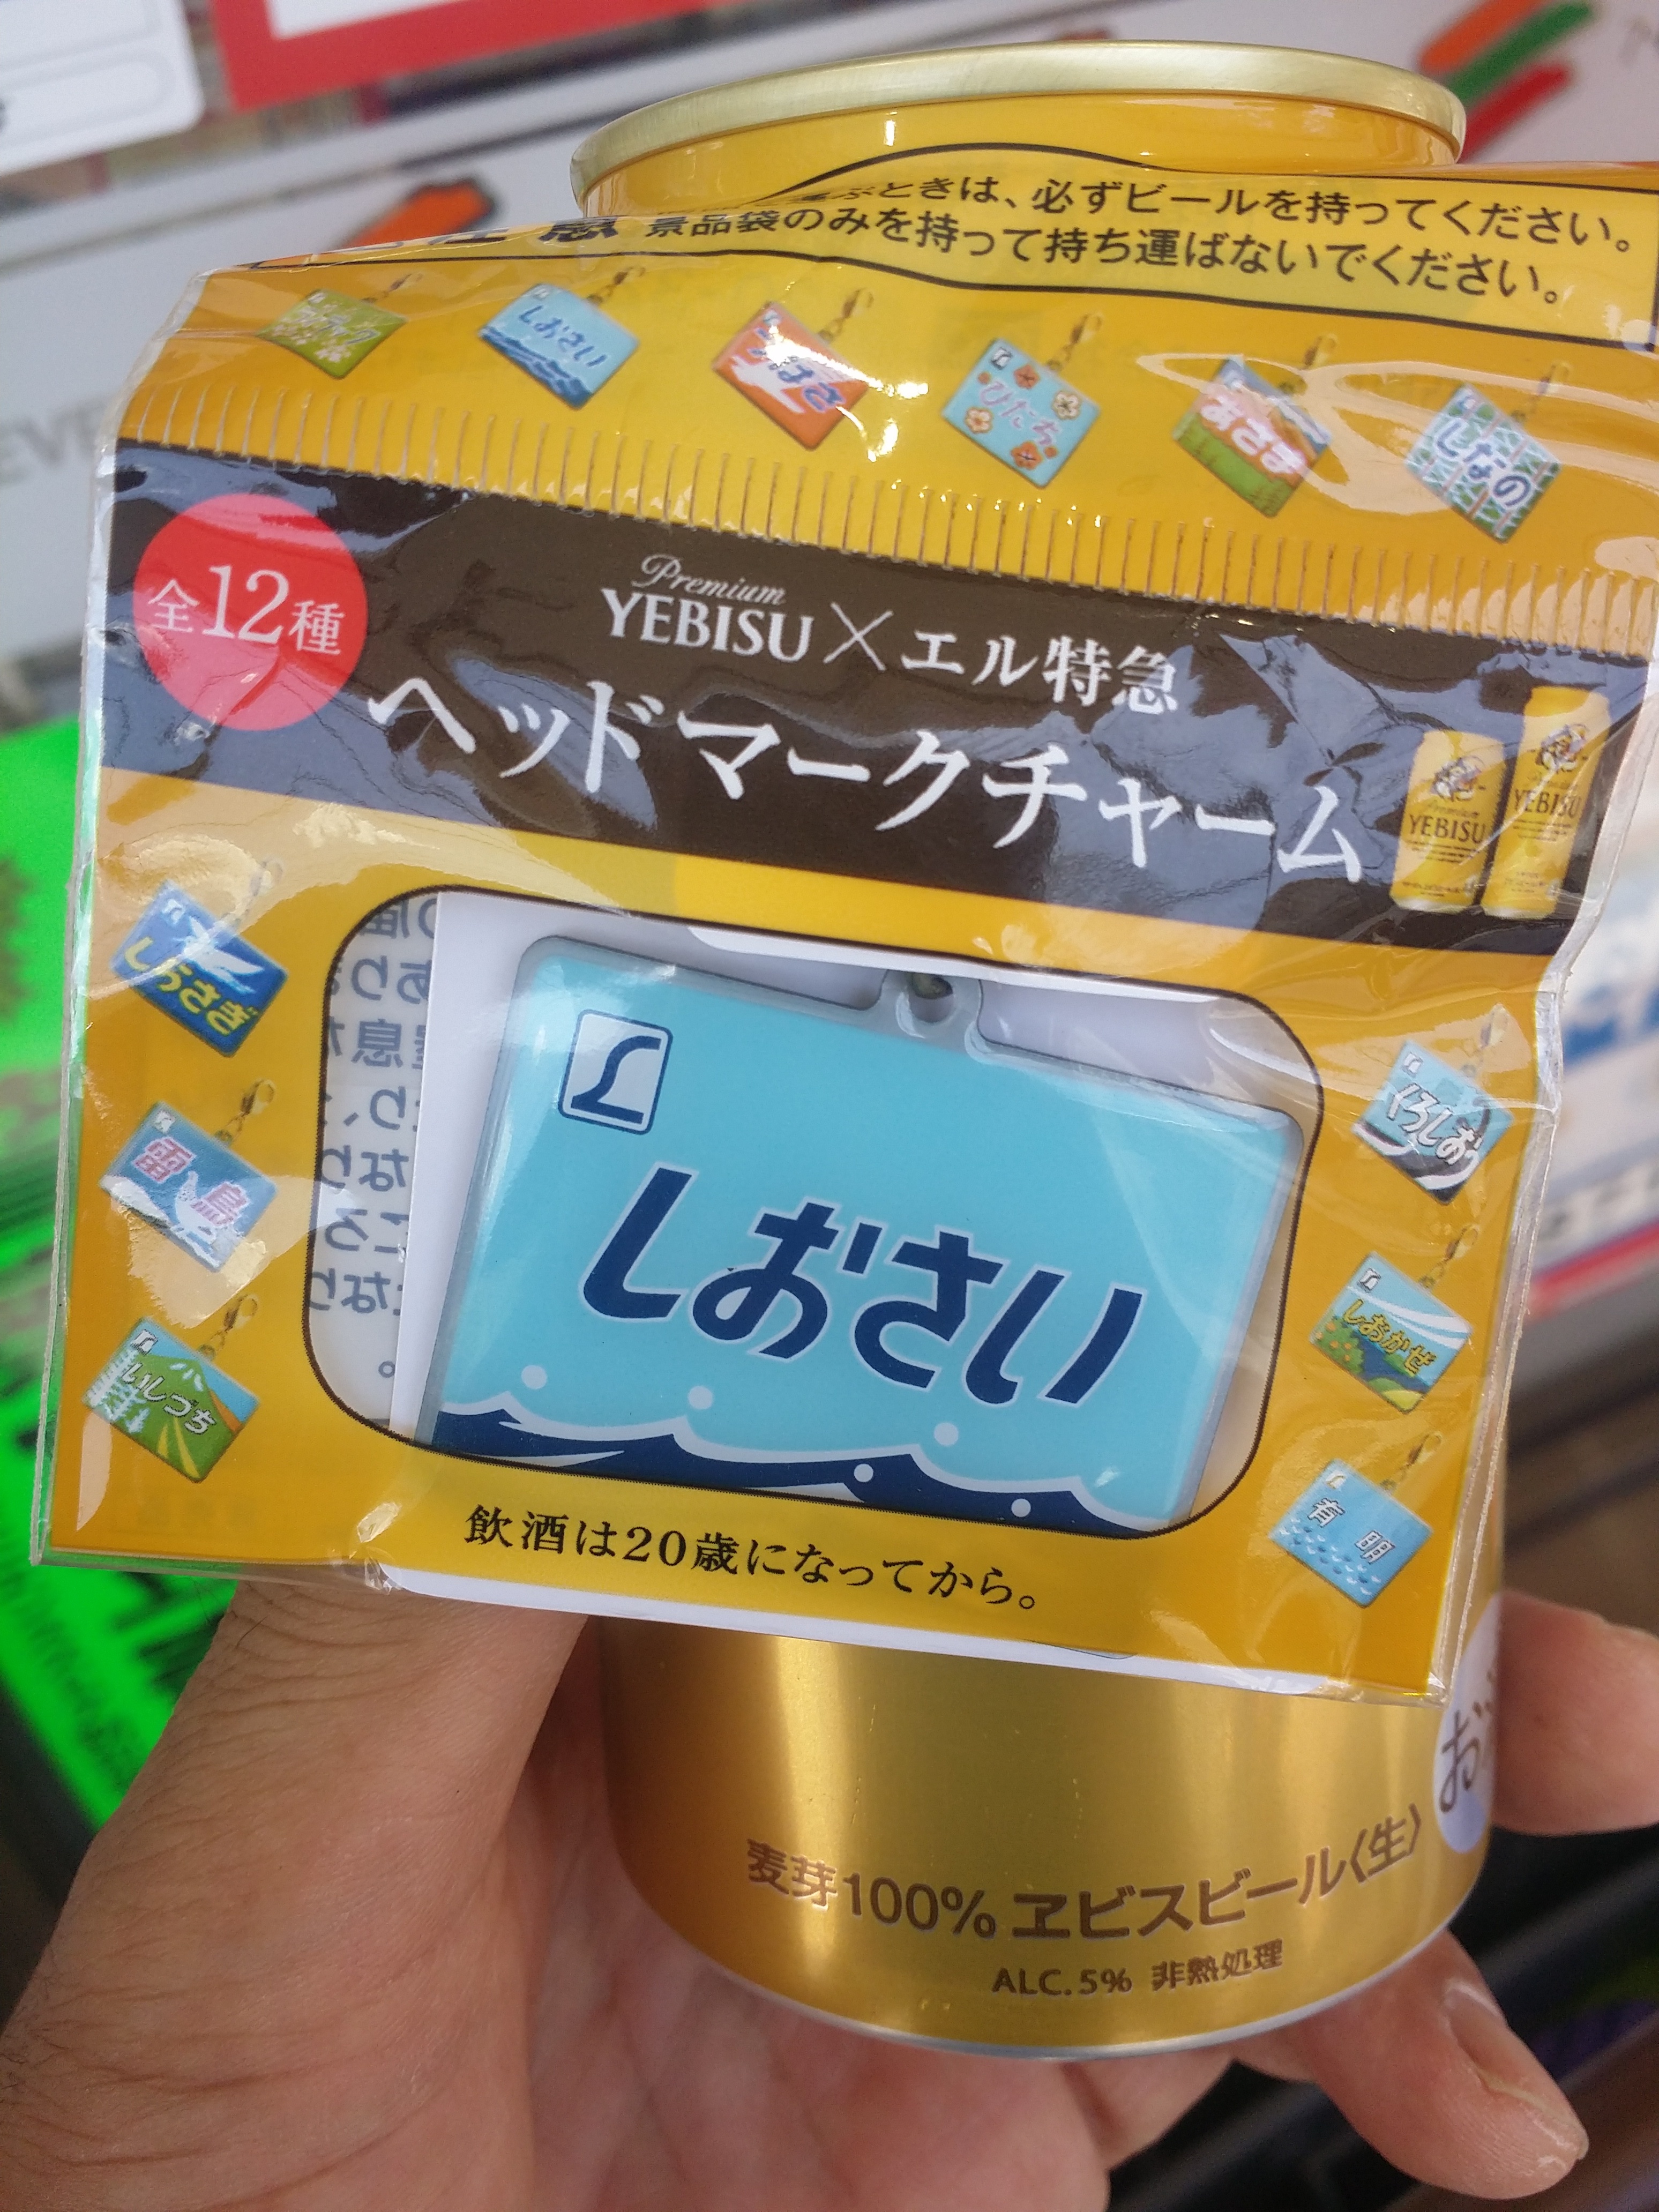 ときは、必ずビールを持ってください。
景品袋のみを持って持ち運ばないでください。
しおさい
ひたち
あさま
しなの
全12種
Premium
YEBISU×エル特急
ヘッドマークチャーム
YEBISU
YEBISU
しらさぎ
くろしお
雷鳥
しおさい
しおかぜ
いしづち
有明
飲酒は20歳になってから。
麦芽100% ヱビスビール〈生〉
ALC.5% 非熱処理